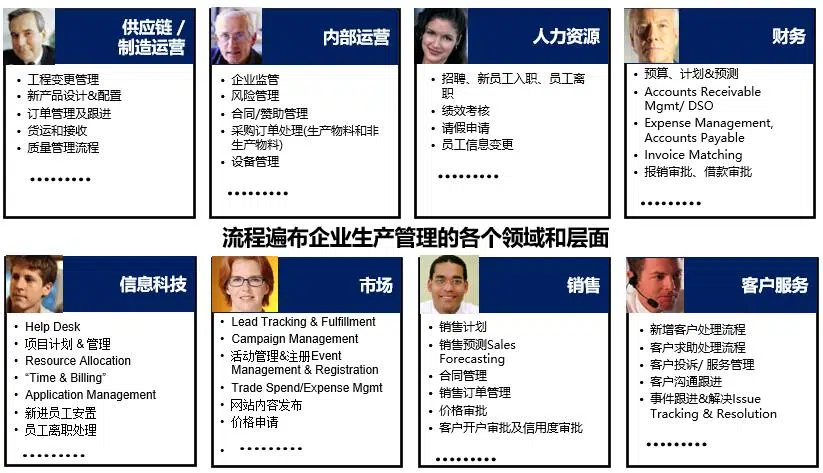 供应链 /
制造运营
• 工程变更管理
• 新产品设计&配置
• 订单管理及跟进
• 货运和接收
• 质量管理流程
•••••••••
内部运营
• 企业监管
• 风险管理
• 合同/赞助管理
• 采购订单处理(生产物料和非
生产物料)
• 设备管理
•••••••••
人力资源
• 招聘、新员工入职、员工离
职
• 绩效考核
• 请假申请
• 员工信息变更
•••••••••
财务
• 预算、计划&预测
• Accounts Receivable
Mgmt/ DSO
• Expense Management,
Accounts Payable
• Invoice Matching
• 报销审批、借款审批
•••••••••
流程遍布企业生产管理的各个领域和层面
信息科技
• Help Desk
• 项目计划 & 管理
• Resource Allocation
• “Time & Billing”
• Application Management
• 新进员工安置
• 员工离职处理
•••••••••
市场
• Lead Tracking & Fulfillment
• Campaign Management
• 活动管理&注册Event
Management & Registration
• Trade Spend/Expense Mgmt
• 网站内容发布
• 价格申请
• •••••••••
销售
• 销售计划
• 销售预测Sales
Forecasting
• 合同管理
• 销售订单管理
• 价格审批
• 客户开户审批及信用度审批
•••••••••
客户服务
• 新增客户处理流程
• 客户求助处理流程
• 客户投诉/ 服务管理
• 客户沟通跟进
• 事件跟进&解决Issue
Tracking & Resolution
•••••••••